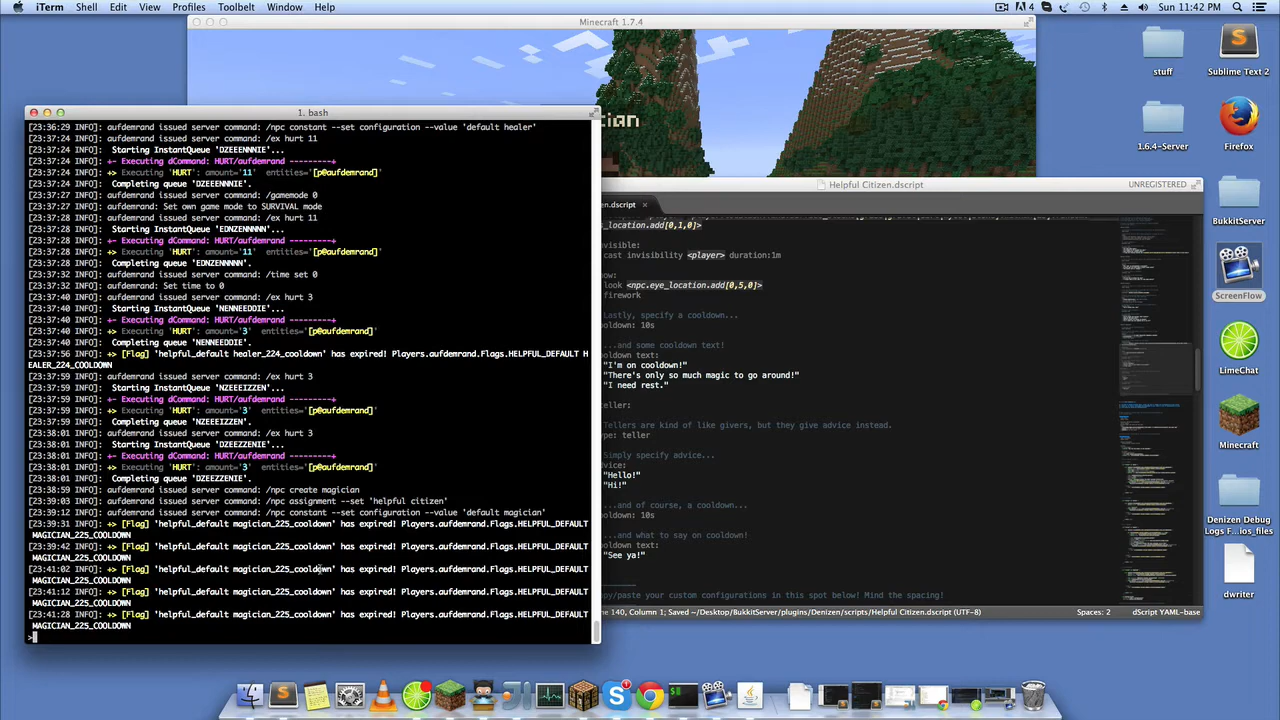 iTerm Shell Edit View Profiles Toolbelt Window Help
4 Sun 11:42 PM
Minecraft 1.7.4
stuff
Sublime Text 2
1.6.4-Server
Firefox
BukkitServer
ScreenFlow
LimeChat
Minecraft
Denizen Debug
Logs F...ios_files
dwriter
1. bash
[23:36:29 INFO]: aufdemrand issued server command: /npc constant --set configuration --value 'default healer'
[23:37:24 INFO]: aufdemrand issued server command: /ex hurt 11
[23:37:24 INFO]: Starting InstantQueue 'DZEEENNNIE'...
[23:37:24 INFO]: +- Executing dCommand: HURT/aufdemrand ---------+
[23:37:24 INFO]: +> Executing 'HURT': amount='11' entities='[p@aufdemrand]'
[23:37:24 INFO]: Completing queue 'DZEEENNNIE'.
[23:37:27 INFO]: aufdemrand issued server command: /gamemode 0
[23:37:27 INFO]: Set own game mode to SURVIVAL mode
[23:37:28 INFO]: aufdemrand issued server command: /ex hurt 11
[23:37:28 INFO]: Starting InstantQueue 'EDNZENNNNN'...
[23:37:28 INFO]: +- Executing dCommand: HURT/aufdemrand ---------+
[23:37:28 INFO]: +> Executing 'HURT': amount='11' entities='[p@aufdemrand]'
[23:37:28 INFO]: Completing queue 'EDNZENNNNN'.
[23:37:32 INFO]: aufdemrand issued server command: /time set 0
[23:37:32 INFO]: Set time to 0
[23:37:40 INFO]: aufdemrand issued server command: /ex hurt 3
[23:37:40 INFO]: Starting InstantQueue 'NENNEEDDIE'...
[23:37:40 INFO]: +- Executing dCommand: HURT/aufdemrand ---------+
[23:37:40 INFO]: +> Executing 'HURT': amount='3' entities='[p@aufdemrand]'
[23:37:40 INFO]: Completing queue 'NENNEEDIE'.
[23:37:56 INFO]: => [Flag] 'helpful_default healer_224_cooldown' has expired! Players.aufdemrand.Flags.HELPFUL_DEFAULT H
EALER_224_COOLDOWN
[23:37:59 INFO]: aufdemrand issued server command: /ex hurt 3
[23:37:59 INFO]: Starting InstantQueue 'NZEEEIZZEN'...
[23:37:59 INFO]: +- Executing dCommand: HURT/aufdemrand ---------+
[23:37:59 INFO]: +> Executing 'HURT': amount='3' entities='[p@aufdemrand]'
[23:37:59 INFO]: Completing queue 'NZEEEIZZEN'.
[23:38:01 INFO]: aufdemrand issued server command: /ex hurt 3
[23:38:01 INFO]: Starting InstantQueue 'DZEEZZENIE'...
[23:38:01 INFO]: +- Executing dCommand: HURT/aufdemrand ---------+
[23:38:01 INFO]: +> Executing 'HURT': amount='3' entities='[p@aufdemrand]'
[23:38:01 INFO]: Completing queue 'DZEEZZENIE'.
[23:38:59 INFO]: aufdemrand issued server command: /npc create magician
[23:39:03 INFO]: aufdemrand issued server command: /npc assignment --set 'helpful citizen'
[23:39:12 INFO]: aufdemrand issued server command: /npc constant --set configuration --value 'default magician'
[23:39:31 INFO]: => [Flag] 'helpful_default magician_225_cooldown' has expired! Players.aufdemrand.Flags.HELPFUL_DEFAULT
MAGICIAN_225_COOLDOWN
[23:39:42 INFO]: => [Flag] 'helpful_default magician_225_cooldown' has expired! Players.aufdemrand.Flags.HELPFUL_DEFAULT
MAGICIAN_225_COOLDOWN
[23:41:02 INFO]: => [Flag] 'helpful_default magician_225_cooldown' has expired! Players.aufdemrand.Flags.HELPFUL_DEFAULT
MAGICIAN_225_COOLDOWN
[23:41:12 INFO]: => [Flag] 'helpful_default magician_225_cooldown' has expired! Players.aufdemrand.Flags.HELPFUL_DEFAULT
MAGICIAN_225_COOLDOWN
[23:41:28 INFO]: => [Flag] 'helpful_default magician_225_cooldown' has expired! Players.aufdemrand.Flags.HELPFUL_DEFAULT
MAGICIAN_225_COOLDOWN
>
cian
Helpful Citizen.dscript
UNREGISTERED
zen.dscript ×
s_location.add[0,1,0]>
visible:
cast invisibility <player> duration:1m
ow:
look <npc.eye_location.add[0,5,0]>
firework
Lastly, specify a cooldown...
ooldown: 10s
...and some cooldown text!
ooldown text:
"I'm on cooldown!"
"There's only so much magic to go around!"
"I need rest."
teller:
Tellers are kind of like givers, but they give advice instead.
ype: teller
Simply specify advice...
dvice:
"Hello!"
"Hi!"
...and of course, a cooldown...
ooldown: 10s
...and what to say on cooldown!
ooldown text:
"See ya!"
opy/paste your custom configurations in this spot below! Mind the spacing!
ne 140, Column 1; Saved ~/Desktop/BukkitServer/plugins/Denizen/scripts/Helpful Citizen.dscript (UTF-8)
Spaces: 2
dScript YAML-base